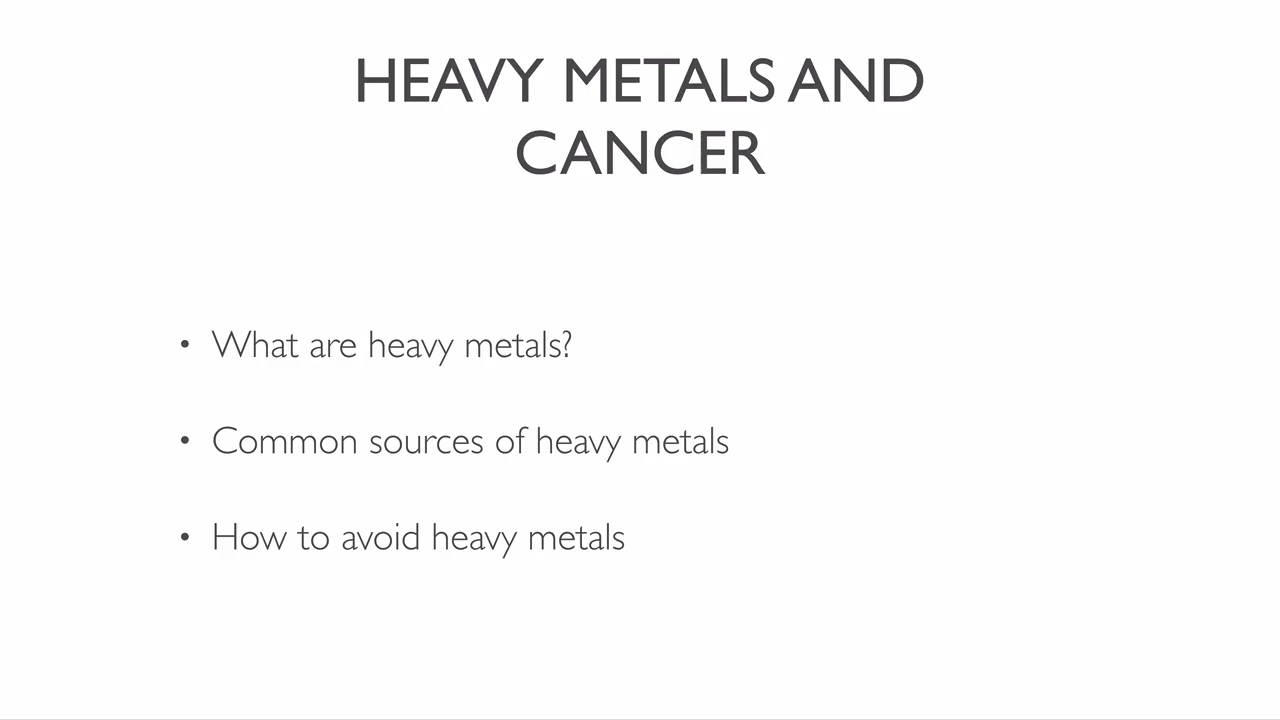 HEAVY METALS AND
CANCER
• What are heavy metals?
• Common sources of heavy metals
• How to avoid heavy metals